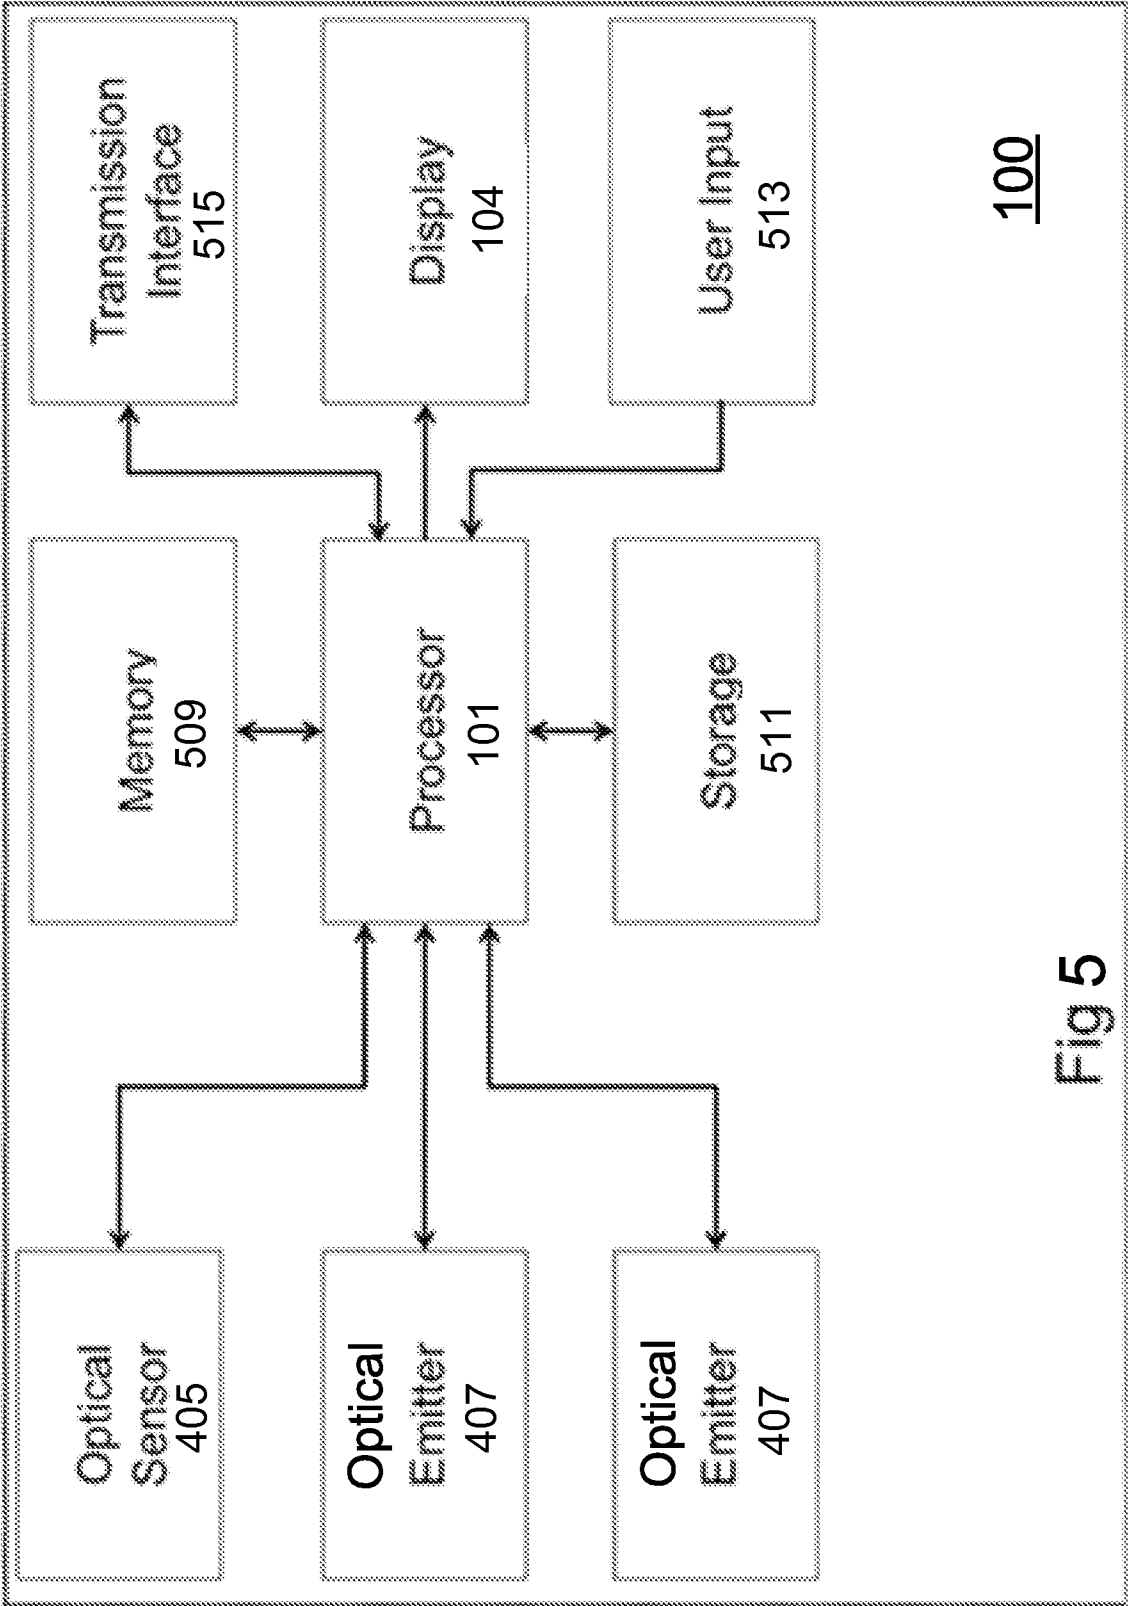 Optical
Sensor
405
Memory
509
Transmission
Interface
515
Optical
Emitter
407
Processor
101
Display
104
Optical
Emitter
407
Storage
511
User Input
513
100
Fig 5